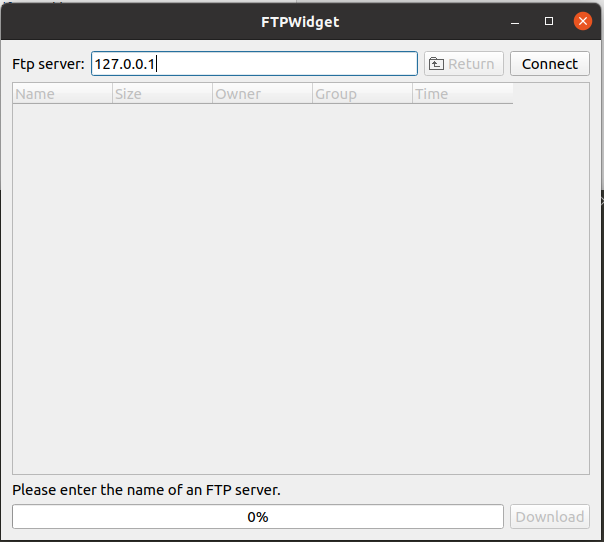 FTPWidget
Ftp server: 127.0.0.1 Return Connect
Name Size Owner Group Time
Please enter the name of an FTP server.
0% Download